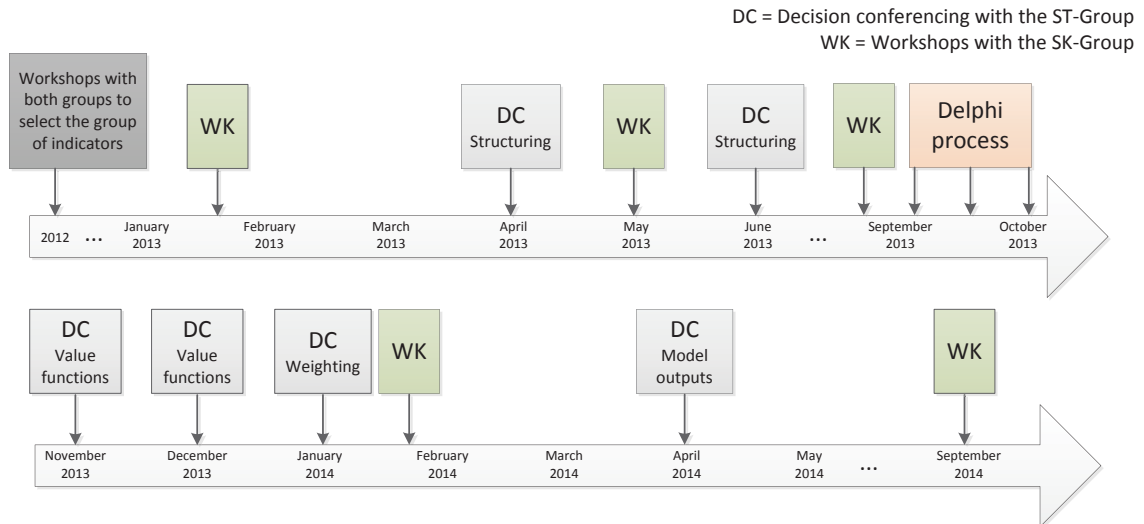 DC = Decision conferencing with the ST-Group
WK = Workshops with the SK-Group
Workshops with
both groups to
select the group
of indicators
WK
DC
Structuring
WK
DC
Structuring
WK
Delphi
process
2012
...
January
2013
February
2013
March
2013
April
2013
May
2013
June
2013
...
September
2013
October
2013
DC
Value
functions
DC
Value
functions
DC
Weighting
WK
DC
Model
outputs
WK
November
2013
December
2013
January
2014
February
2014
March
2014
April
2014
May
2014
...
September
2014